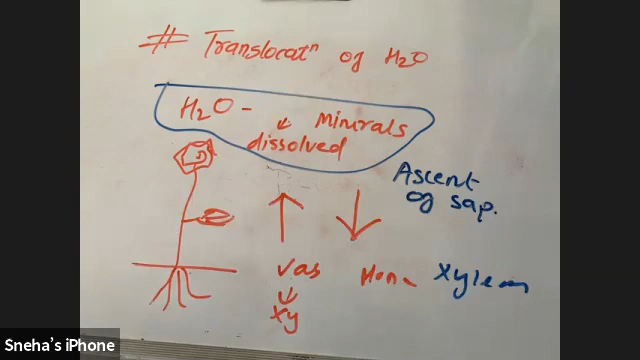 # Translocatⁿ of H2O
H2O -
↙ Minerals
dissolved
Ascent
of sap.
↑ ↓
vas
↓
Xy
Xylem
Sneha's iPhone